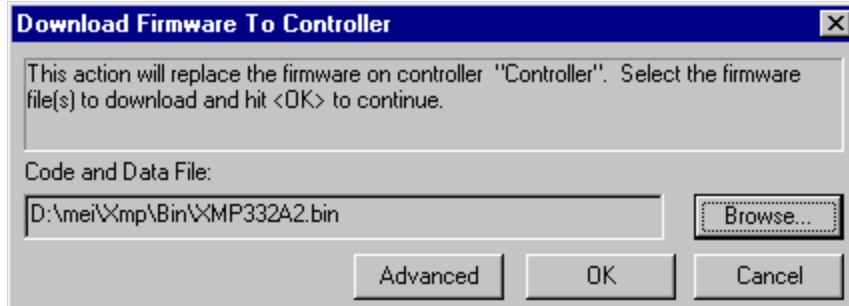 Download Firmware To Controller
This action will replace the firmware on controller "Controller". Select the firmware
file(s) to download and hit <OK> to continue.
Code and Data File:
D:\mei\Xmp\Bin\XMP332A2.bin
Browse...
Advanced
OK
Cancel